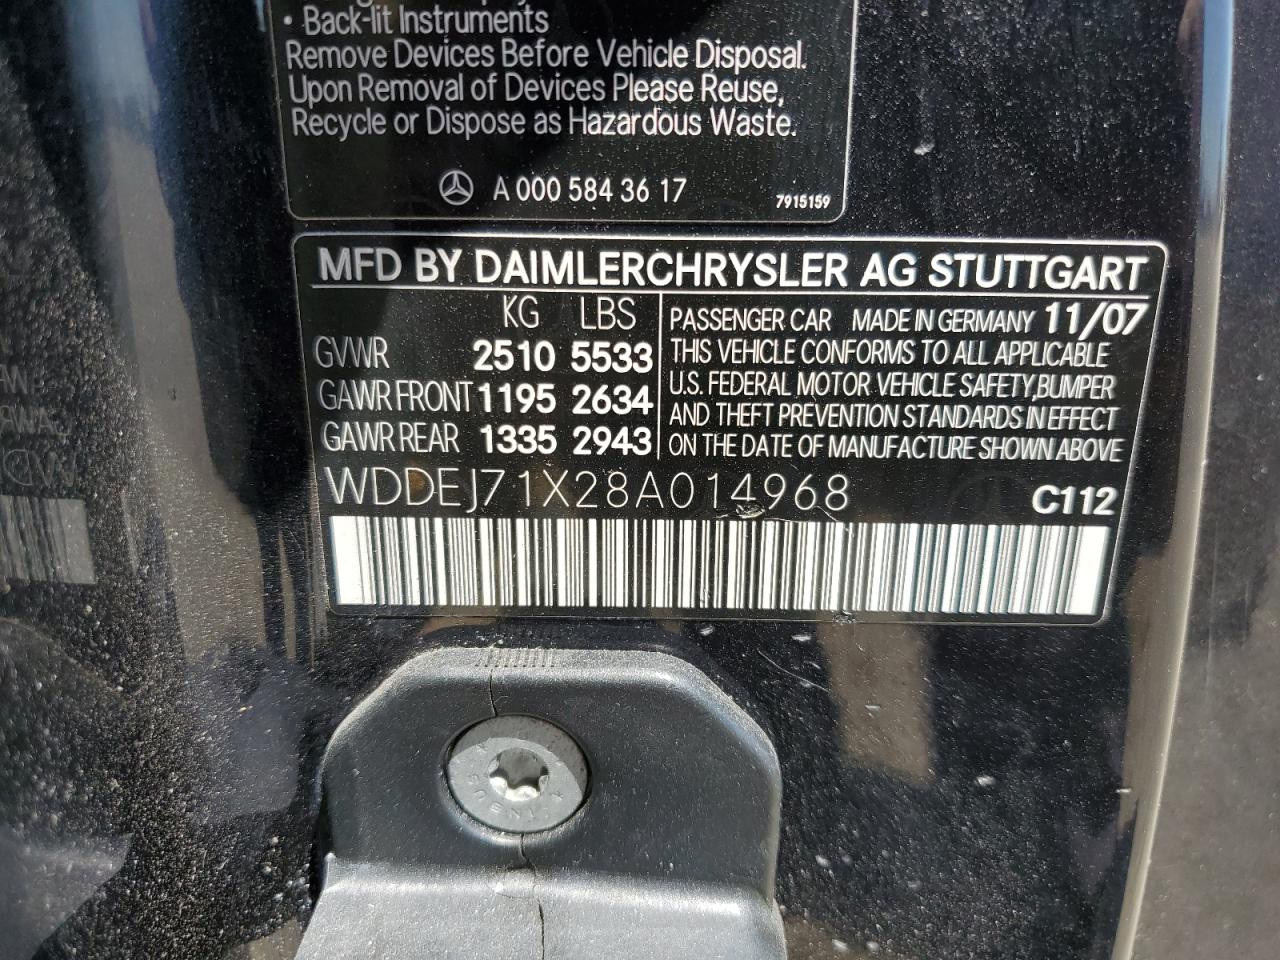 • Back-lit Instruments
Remove Devices Before Vehicle Disposal.
Upon Removal of Devices Please Reuse,
Recycle or Dispose as Hazardous Waste.
A 000 584 36 17
7915159
MFD BY DAIMLERCHRYSLER AG STUTTGART
KG LBS
GVWR 2510 5533
GAWR FRONT 1195 2634
GAWR REAR 1335 2943
PASSENGER CAR MADE IN GERMANY 11/07
THIS VEHICLE CONFORMS TO ALL APPLICABLE
U.S. FEDERAL MOTOR VEHICLE SAFETY,BUMPER
AND THEFT PREVENTION STANDARDS IN EFFECT
ON THE DATE OF MANUFACTURE SHOWN ABOVE
WDDEJ71X28A014968
C112